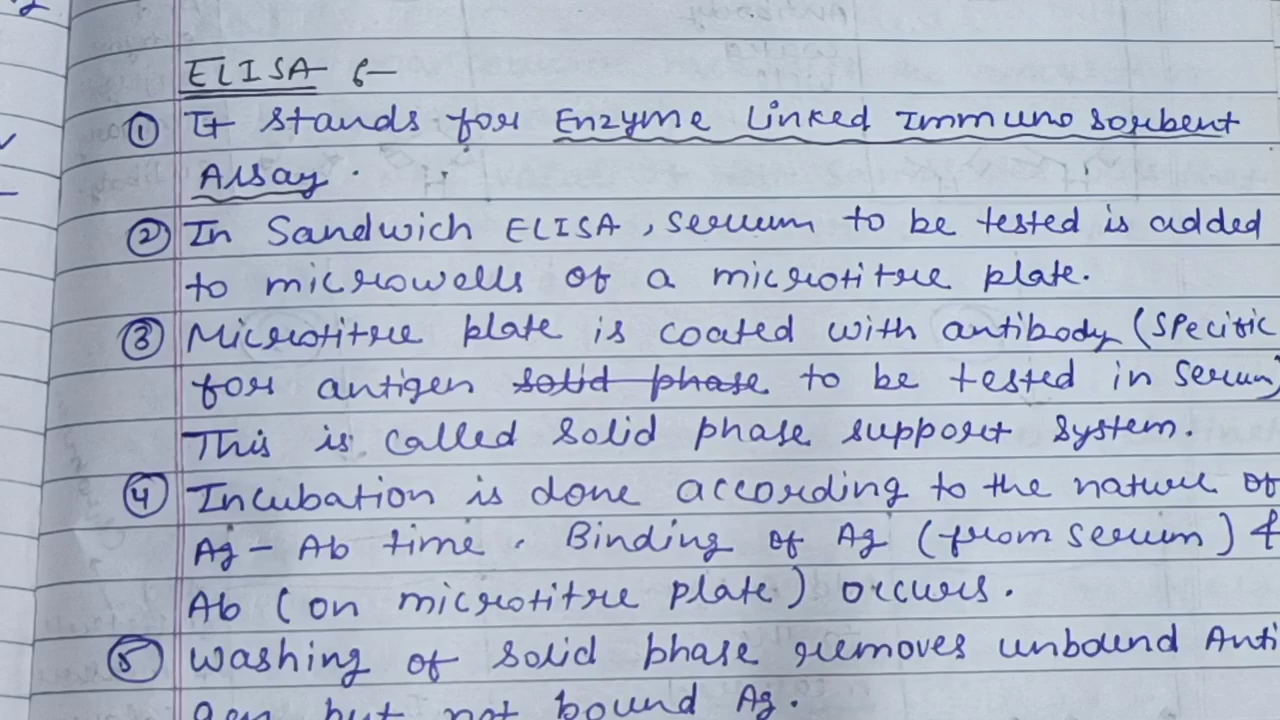 ELISA :-
① It stands for Enzyme Linked Immuno Sorbent
Assay.
② In Sandwich ELISA, serum to be tested is added
to microwells of a microtitre plate.
③ Microtitre plate is coated with antibody (specific
for antigen solid phase to be tested in serum)
This is called solid phase support system.
④ Incubation is done according to the nature of
Ag - Ab time. Binding of Ag (from serum) &
Ab (on microtitre plate) occurs.
⑤ Washing of solid phase removes unbound Anti
gen but not bound Ag.